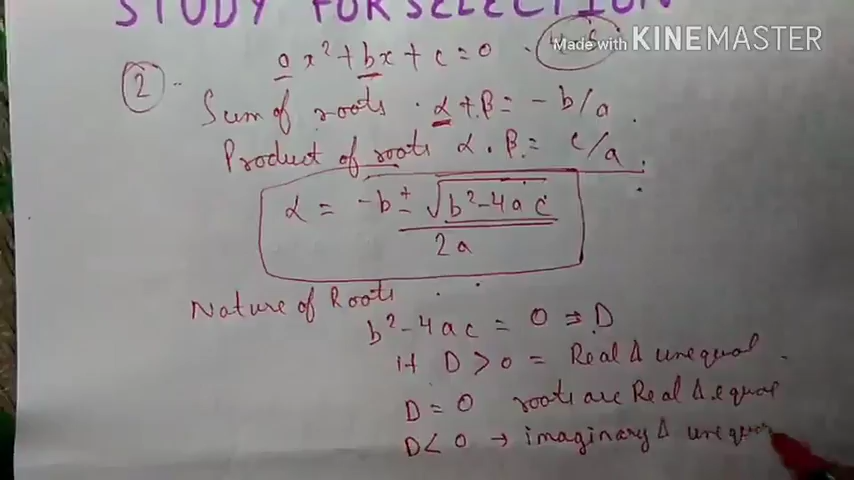 STUDY FOR SELECTION
Made with KINEMASTER
2
ax² + bx + c = 0
Sum of roots . α + β = - b/a .
Product of roots α . β = c/a .
α = -b ± √b²-4ac / 2a
Nature of Roots
b² - 4ac = 0 ⇒ D
if D > 0 = Real & unequal .
D = 0 roots are Real & equal
D < 0 → imaginary &